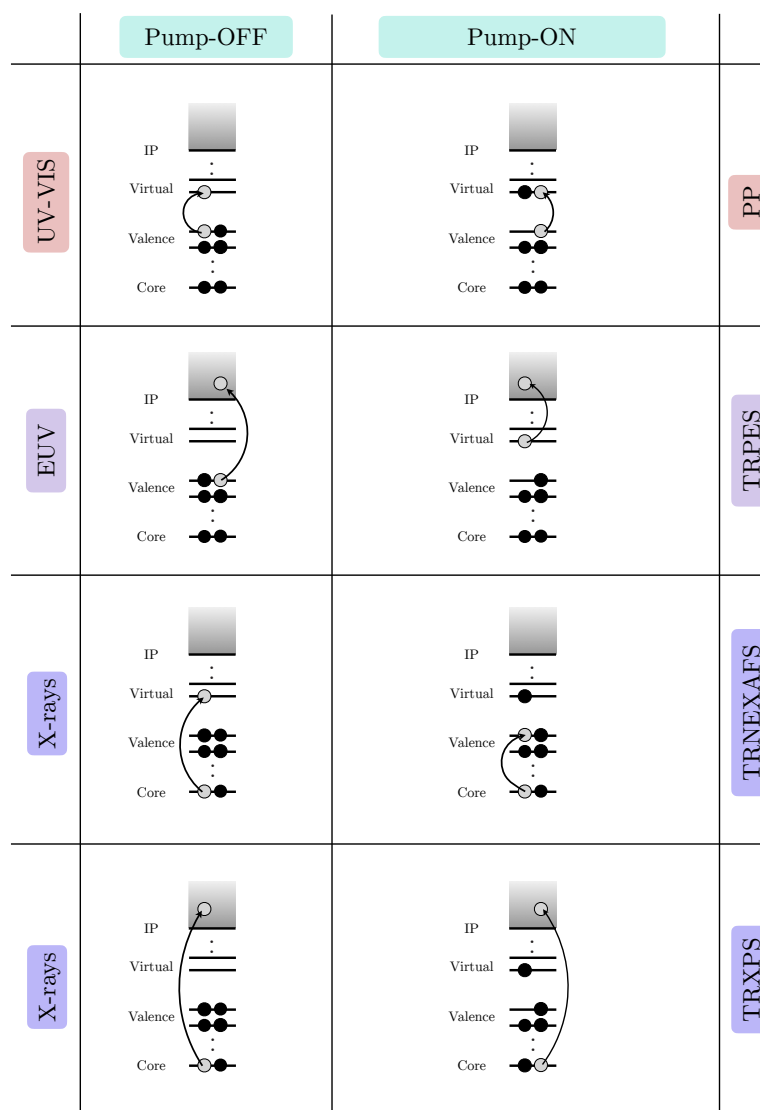 Pump-OFF
Pump-ON
UV-VIS
IP
Virtual
Valence
Core
IP
Virtual
Valence
Core
PP
EUV
IP
Virtual
Valence
Core
IP
Virtual
Valence
Core
TRPES
X-rays
IP
Virtual
Valence
Core
IP
Virtual
Valence
Core
TRNEXAFS
X-rays
IP
Virtual
Valence
Core
IP
Virtual
Valence
Core
TRXPS